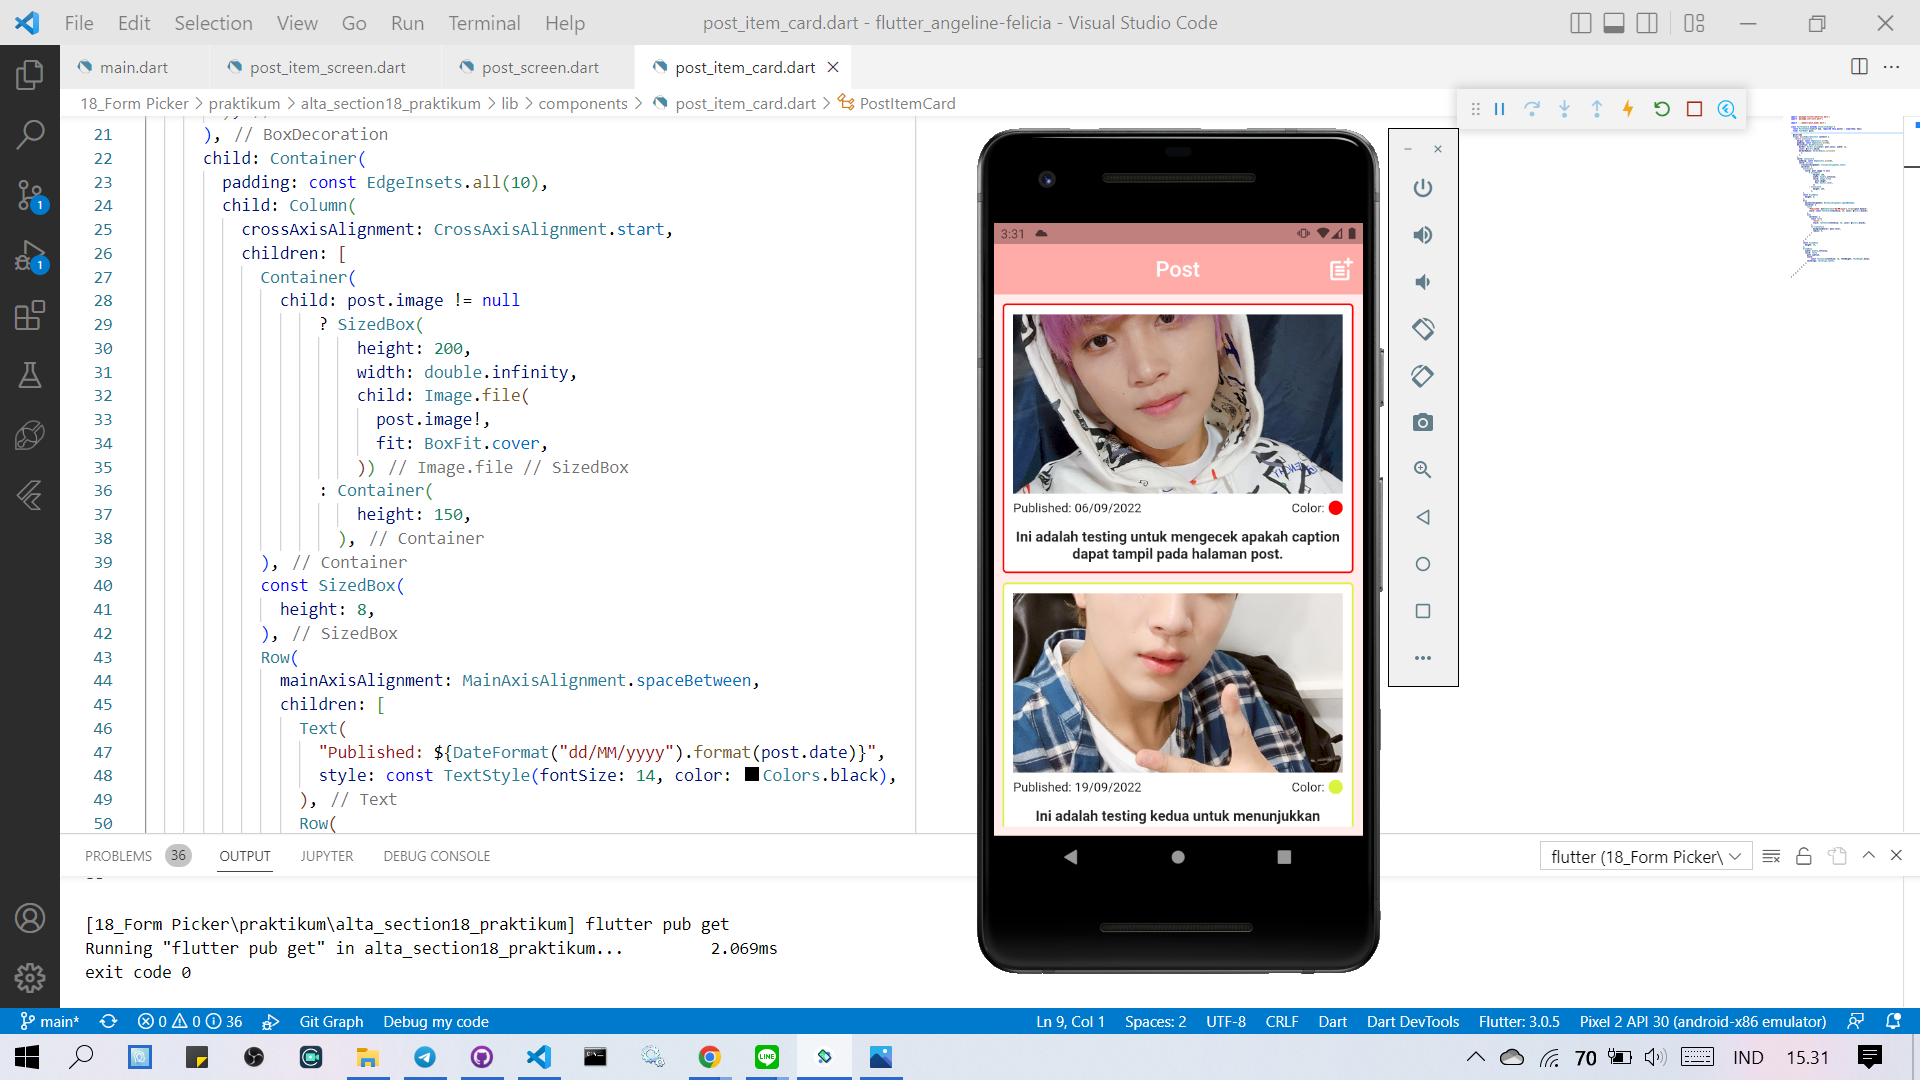 File Edit Selection View Go Run Terminal Help
post_item_card.dart - flutter_angeline-felicia - Visual Studio Code
main.dart
post_item_screen.dart
post_screen.dart
post_item_card.dart
18_Form Picker > praktikum > alta_section18_praktikum > lib > components > post_item_card.dart > PostItemCard
21 ), // BoxDecoration
22 child: Container(
23 padding: const EdgeInsets.all(10),
24 child: Column(
25 crossAxisAlignment: CrossAxisAlignment.start,
26 children: [
27 Container(
28 child: post.image != null
29 ? SizedBox(
30 height: 200,
31 width: double.infinity,
32 child: Image.file(
33 post.image!,
34 fit: BoxFit.cover,
35 )) // Image.file // SizedBox
36 : Container(
37 height: 150,
38 ), // Container
39 ), // Container
40 const SizedBox(
41 height: 8,
42 ), // SizedBox
43 Row(
44 mainAxisAlignment: MainAxisAlignment.spaceBetween,
45 children: [
46 Text(
47 "Published: ${DateFormat("dd/MM/yyyy").format(post.date)}",
48 style: const TextStyle(fontSize: 14, color: Colors.black),
49 ), // Text
50 Row(
3:31
Post
Published: 06/09/2022 Color:
Ini adalah testing untuk mengecek apakah caption
dapat tampil pada halaman post.
Published: 19/09/2022 Color:
Ini adalah testing kedua untuk menunjukkan
1
1
PROBLEMS 36 OUTPUT JUPYTER DEBUG CONSOLE
flutter (18_Form Picker\
[18_Form Picker\praktikum\alta_section18_praktikum] flutter pub get
Running "flutter pub get" in alta_section18_praktikum... 2.069ms
exit code 0
main* 0 0 36 Git Graph Debug my code
Ln 9, Col 1 Spaces: 2 UTF-8 CRLF Dart Dart DevTools Flutter: 3.0.5 Pixel 2 API 30 (android-x86 emulator)
LINE
70 IND 15.31